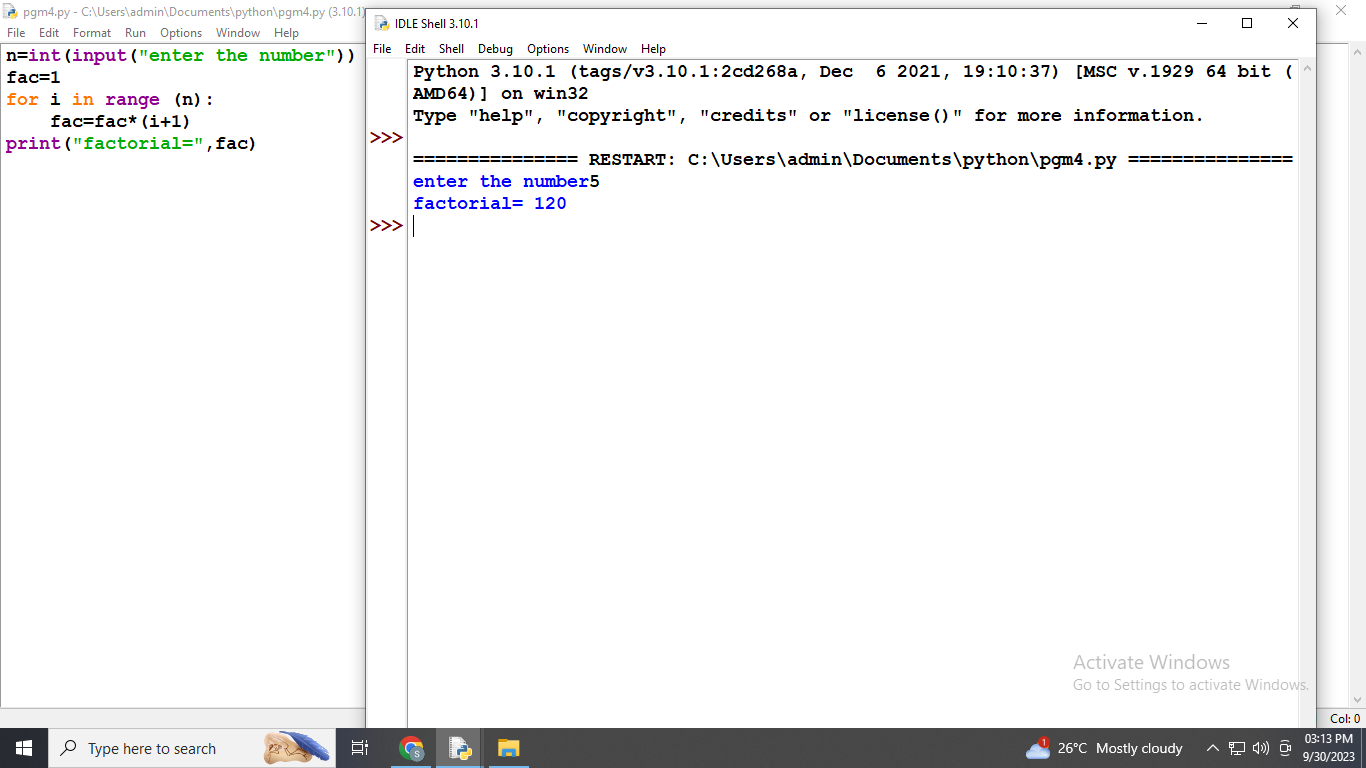 pgm4.py - C:\Users\admin\Documents\python\pgm4.py (3.10.1)
File Edit Format Run Options Window Help
n=int(input("enter the number"))
fac=1
for i in range (n):
    fac=fac*(i+1)
print("factorial=",fac)
IDLE Shell 3.10.1
File Edit Shell Debug Options Window Help
Python 3.10.1 (tags/v3.10.1:2cd268a, Dec  6 2021, 19:10:37) [MSC v.1929 64 bit (
AMD64)] on win32
Type "help", "copyright", "credits" or "license()" for more information.
>>>
=============== RESTART: C:\Users\admin\Documents\python\pgm4.py ===============
enter the number5
factorial= 120
>>>
Activate Windows
Go to Settings to activate Windows.
Col: 0
Type here to search
S
1
26°C Mostly cloudy
03:13 PM
9/30/2023